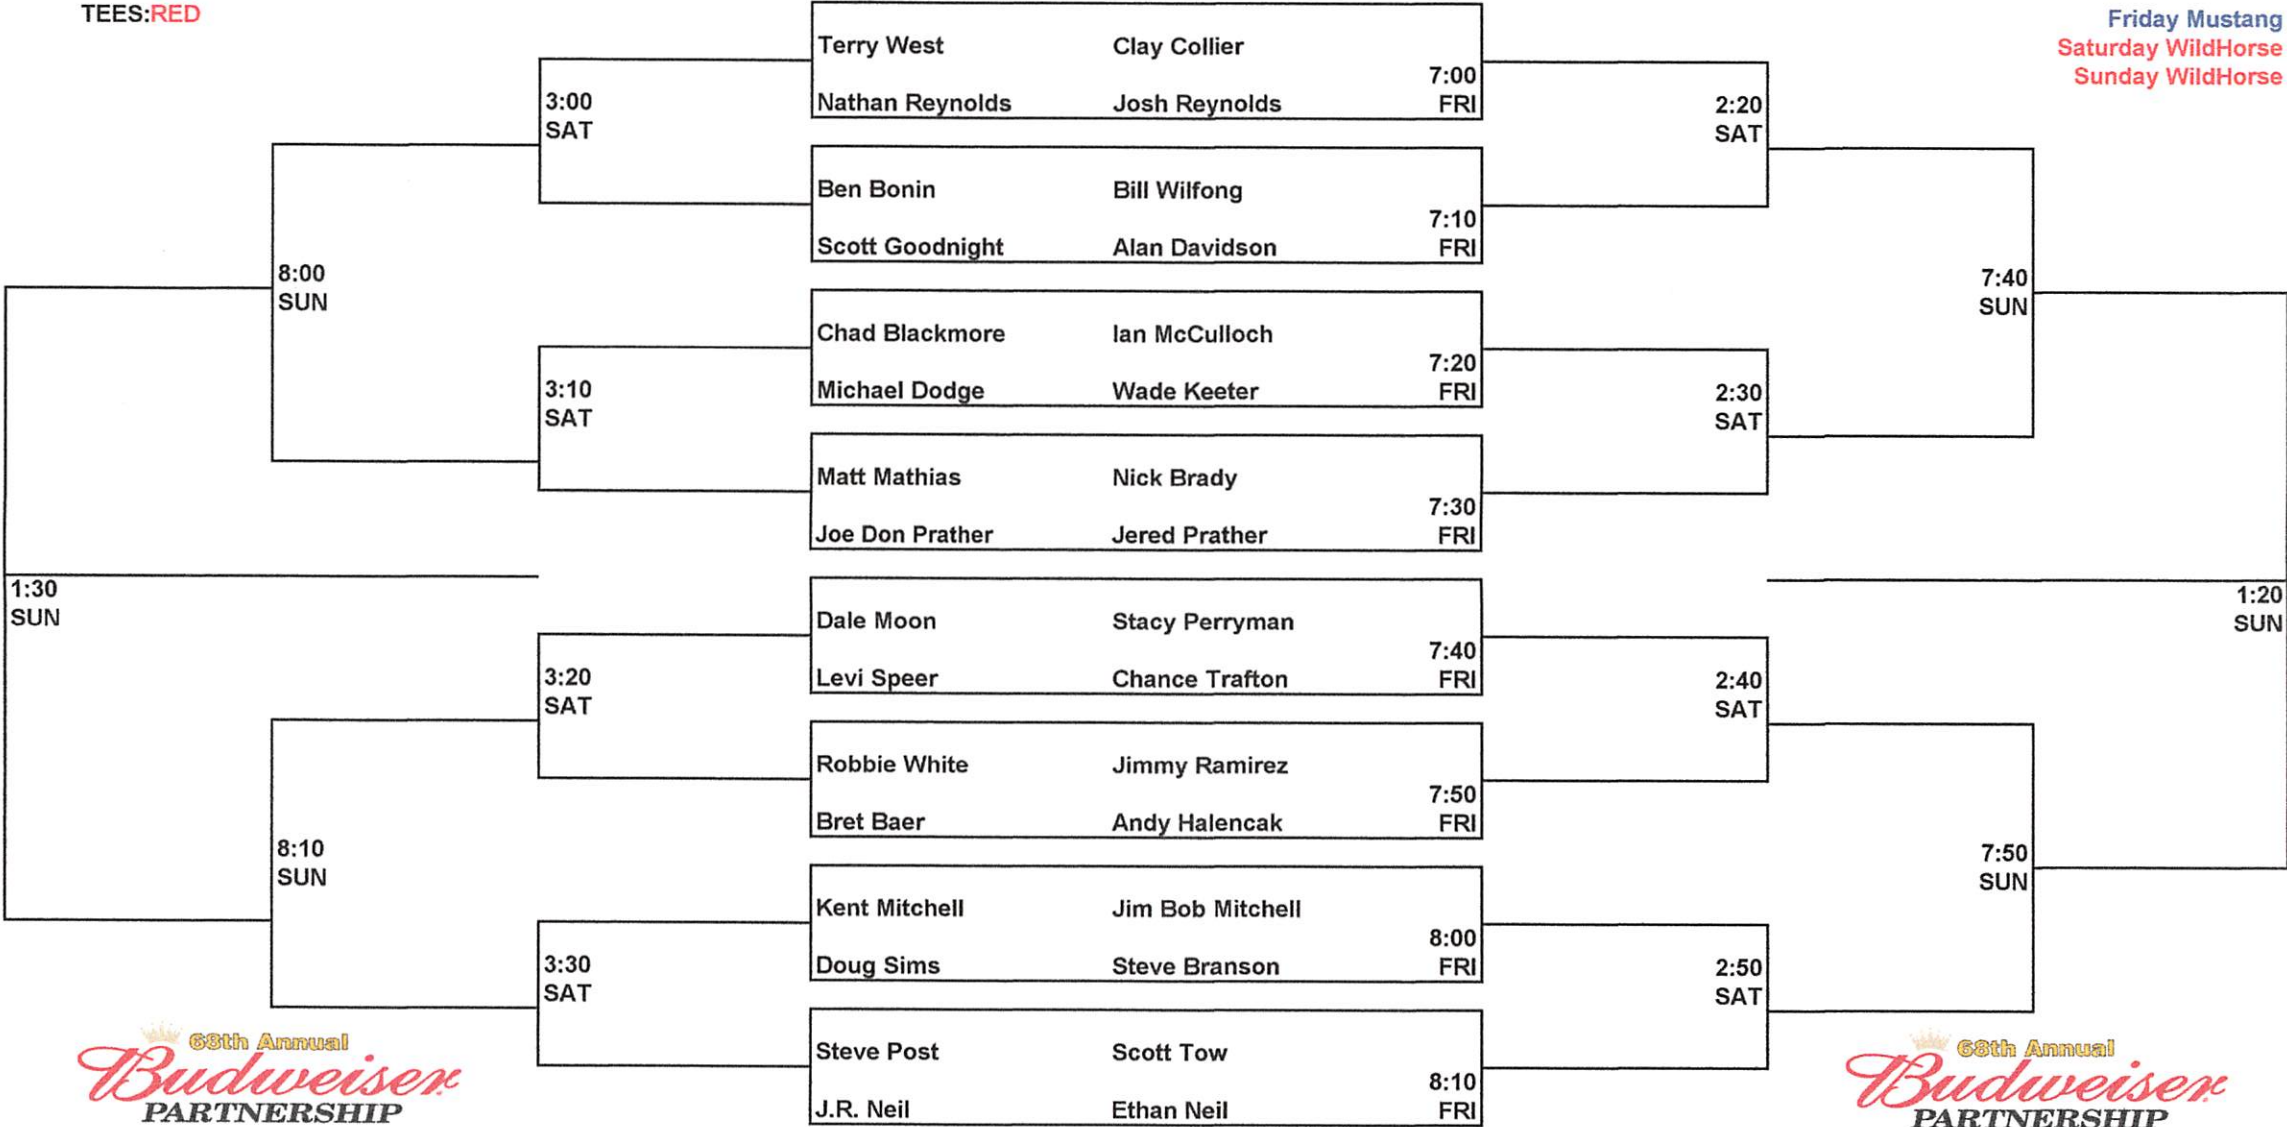 TEES:RED
Friday Mustang
Saturday WildHorse
Sunday WildHorse
Terry West Clay Collier
7:00
Nathan Reynolds Josh Reynolds FRI
3:00
SAT
2:20
SAT
Ben Bonin Bill Wilfong
7:10
Scott Goodnight Alan Davidson FRI
8:00
SUN
7:40
SUN
Chad Blackmore Ian McCulloch
7:20
Michael Dodge Wade Keeter FRI
3:10
SAT
2:30
SAT
Matt Mathias Nick Brady
7:30
Joe Don Prather Jered Prather FRI
1:30
SUN
1:20
SUN
Dale Moon Stacy Perryman
7:40
Levi Speer Chance Trafton FRI
3:20
SAT
2:40
SAT
Robbie White Jimmy Ramirez
7:50
Bret Baer Andy Halencak FRI
8:10
SUN
7:50
SUN
Kent Mitchell Jim Bob Mitchell
8:00
Doug Sims Steve Branson FRI
3:30
SAT
2:50
SAT
Steve Post Scott Tow
8:10
J.R. Neil Ethan Neil FRI
68th Annual
Budweiser
PARTNERSHIP
68th Annual
Budweiser
PARTNERSHIP